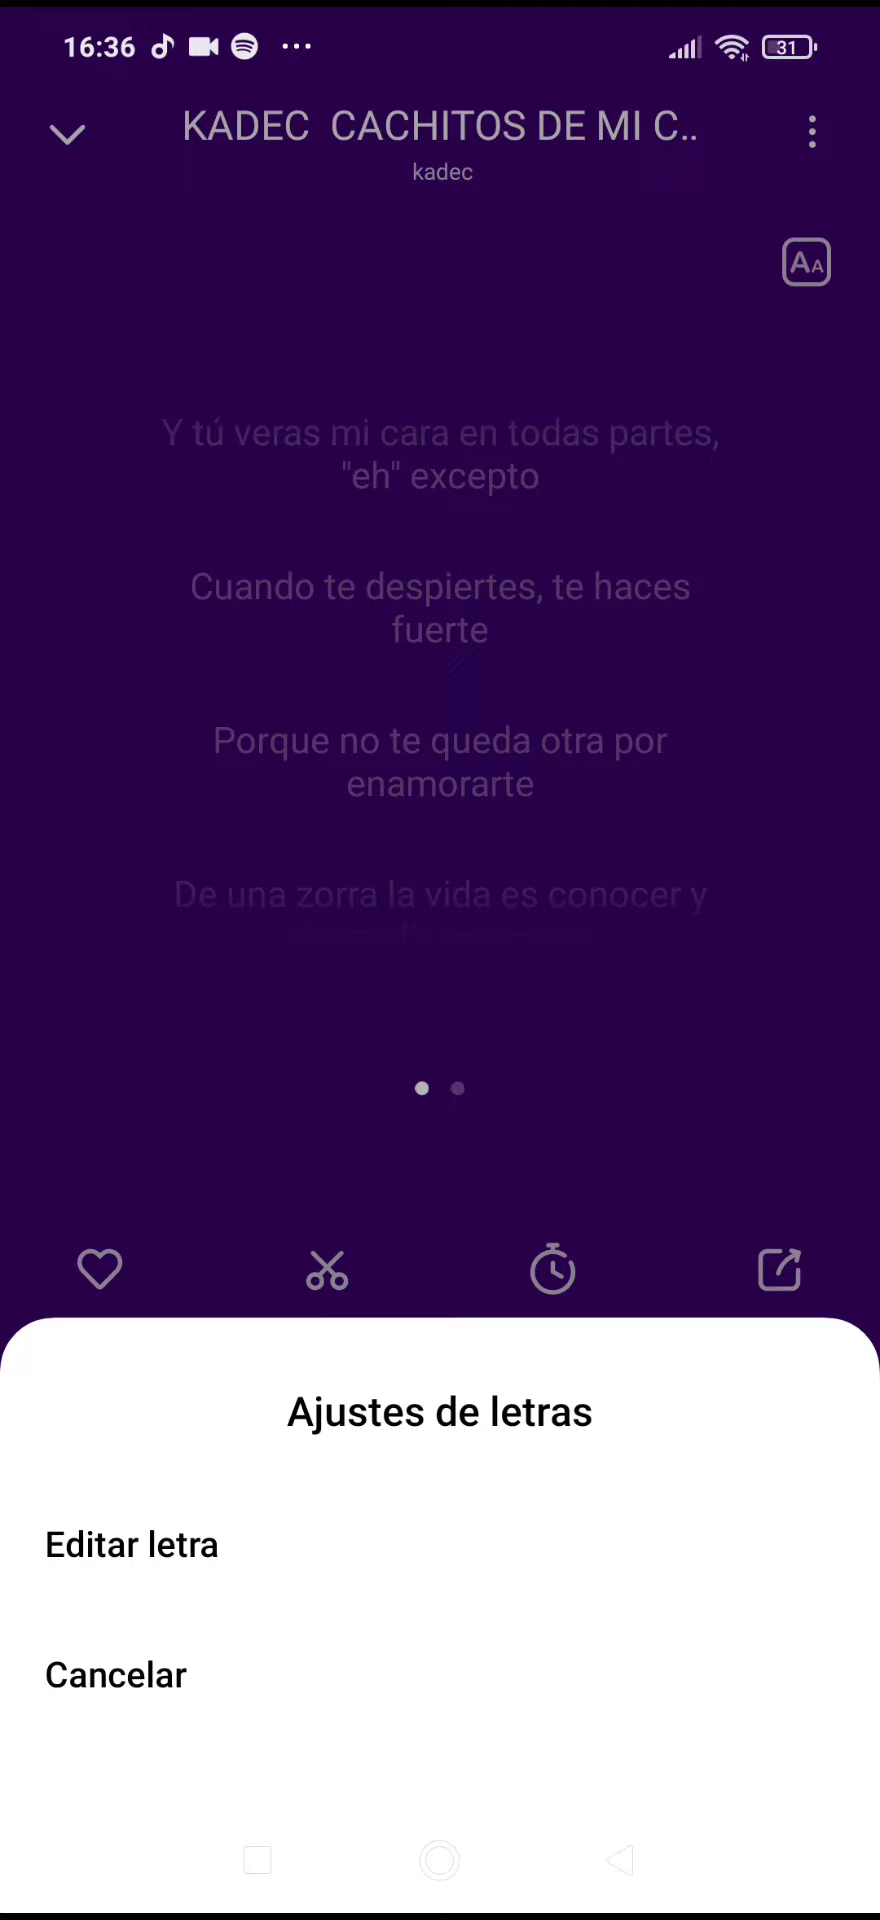 16:36
31
KADEC CACHITOS DE MI C..
kadec
AA
Y tú veras mi cara en todas partes,
"eh" excepto
Cuando te despiertes, te haces
fuerte
Porque no te queda otra por
enamorarte
De una zorra la vida es conocer y
Ajustes de letras
Editar letra
Cancelar